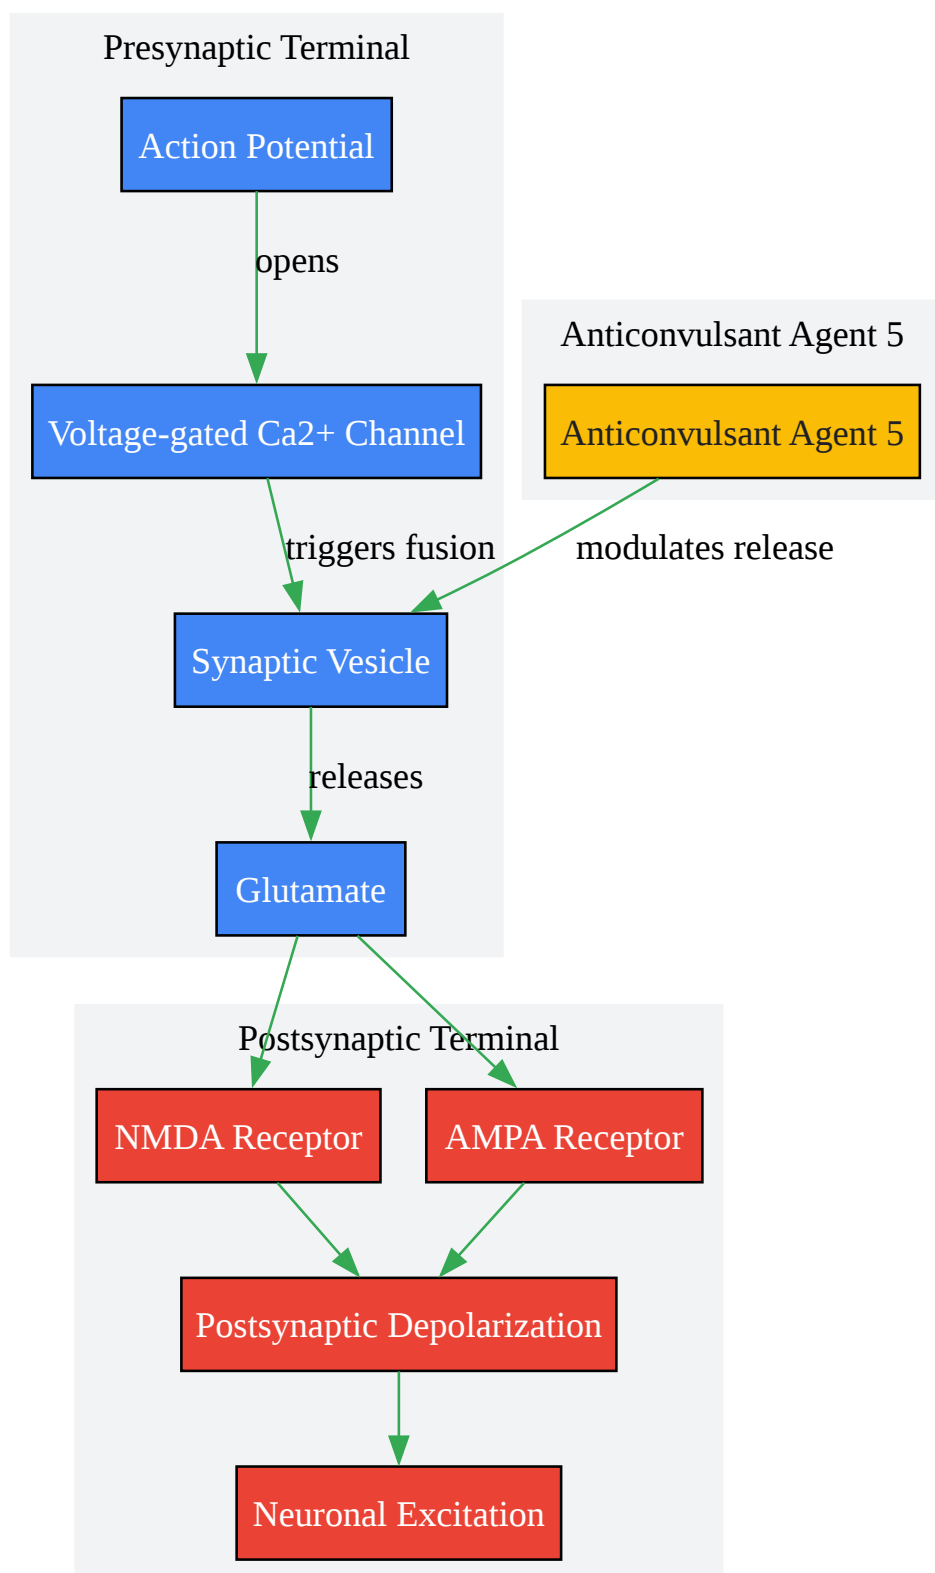 Presynaptic Terminal
Action Potential
opens
Anticonvulsant Agent 5
Voltage-gated Ca2+ Channel
Anticonvulsant Agent 5
triggers fusion
modulates release
Synaptic Vesicle
releases
Glutamate
Postsynaptic Terminal
NMDA Receptor
AMPA Receptor
Postsynaptic Depolarization
Neuronal Excitation